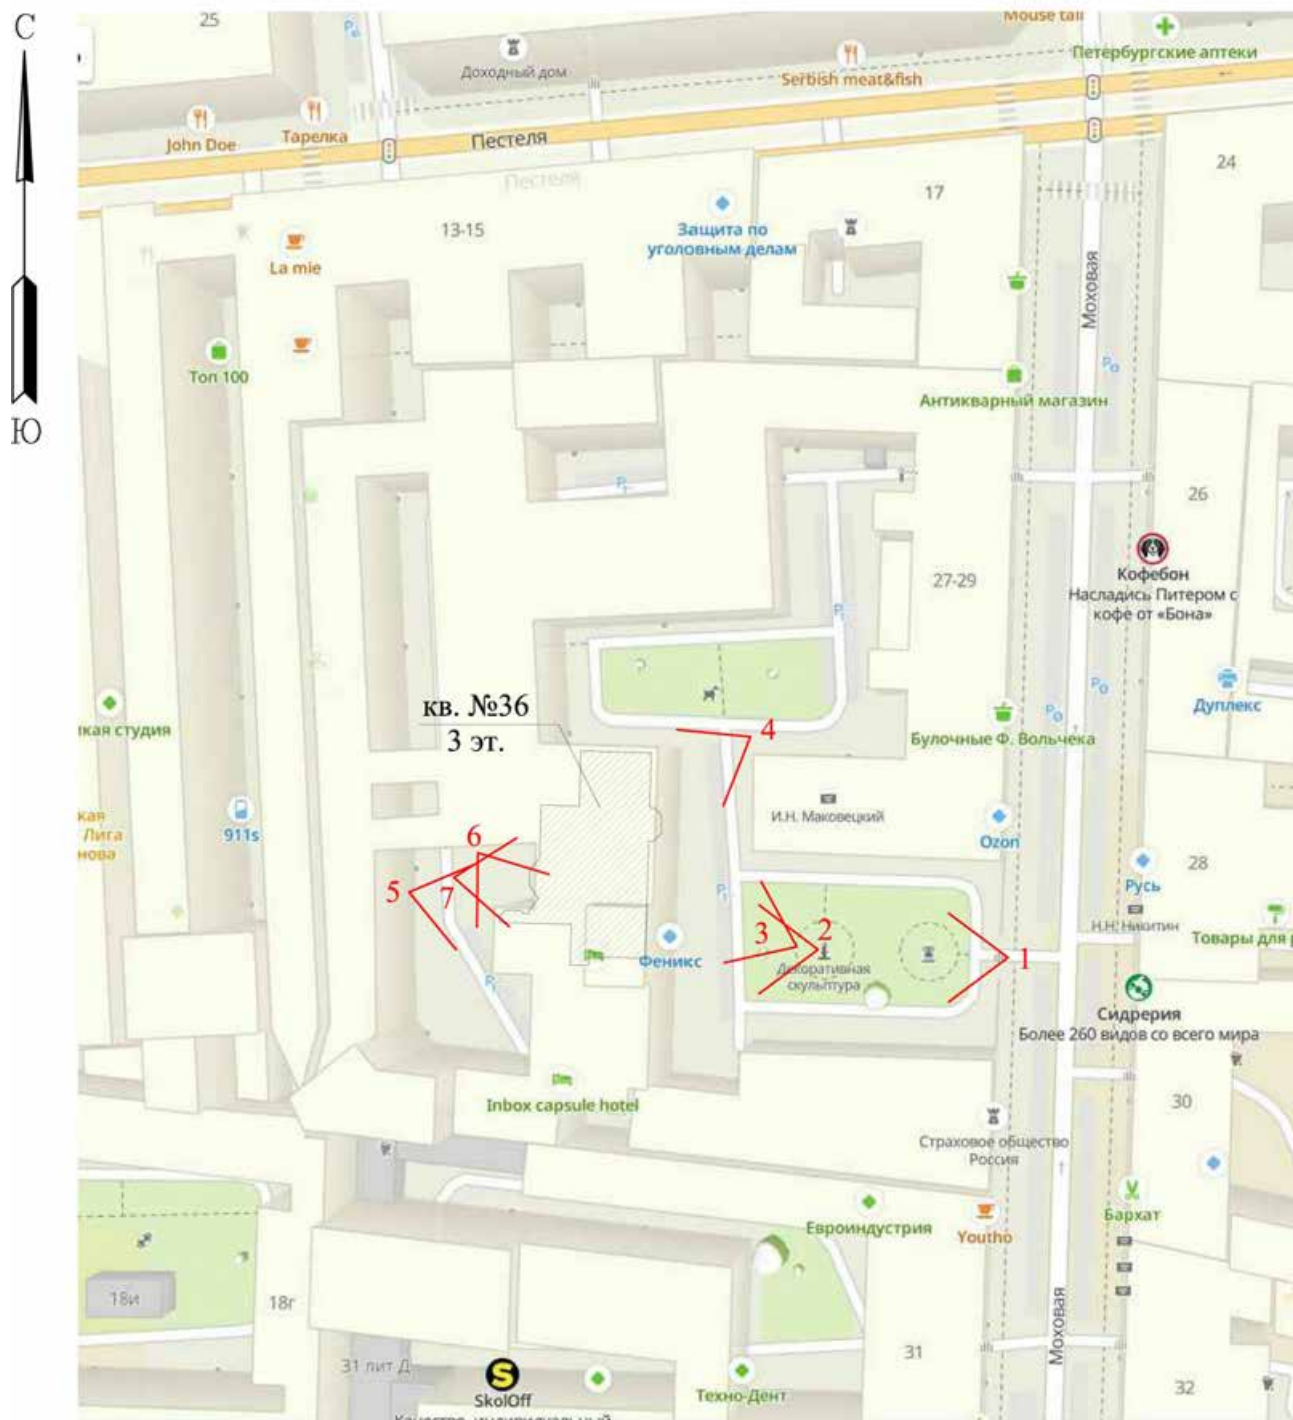 С
25
Mouse tail
Доходный дом
Serbish meat&fish
Петербургские аптеки
John Doe
Тарелка
Пестеля
Пестеля
24
17
13-15
Защита по
уголовным делам
La mie
Моховая
Топ 100
Ю
Антикварный магазин
26
27-29
Кофебон
Насладись Питером с
кофе от «Бона»
Дуплекс
кв. №36
3 эт.
4
Булочные Ф. Вольчека
И.Н. Маковецкий
Ozon
911s
Лига
28
Русь
6
5
7
Н.Н. Никитин
Товары для р
3
2
1
Феникс
Декоративная
скульптура
Сидрерия
Более 260 видов со всего мира
Inbox capsule hotel
30
Страховое общество
Россия
Евроиндустрия
Youtho
Бархат
18и
18г
Моховая
31 лит Д
31
SkolOff
Техно-Дент
32